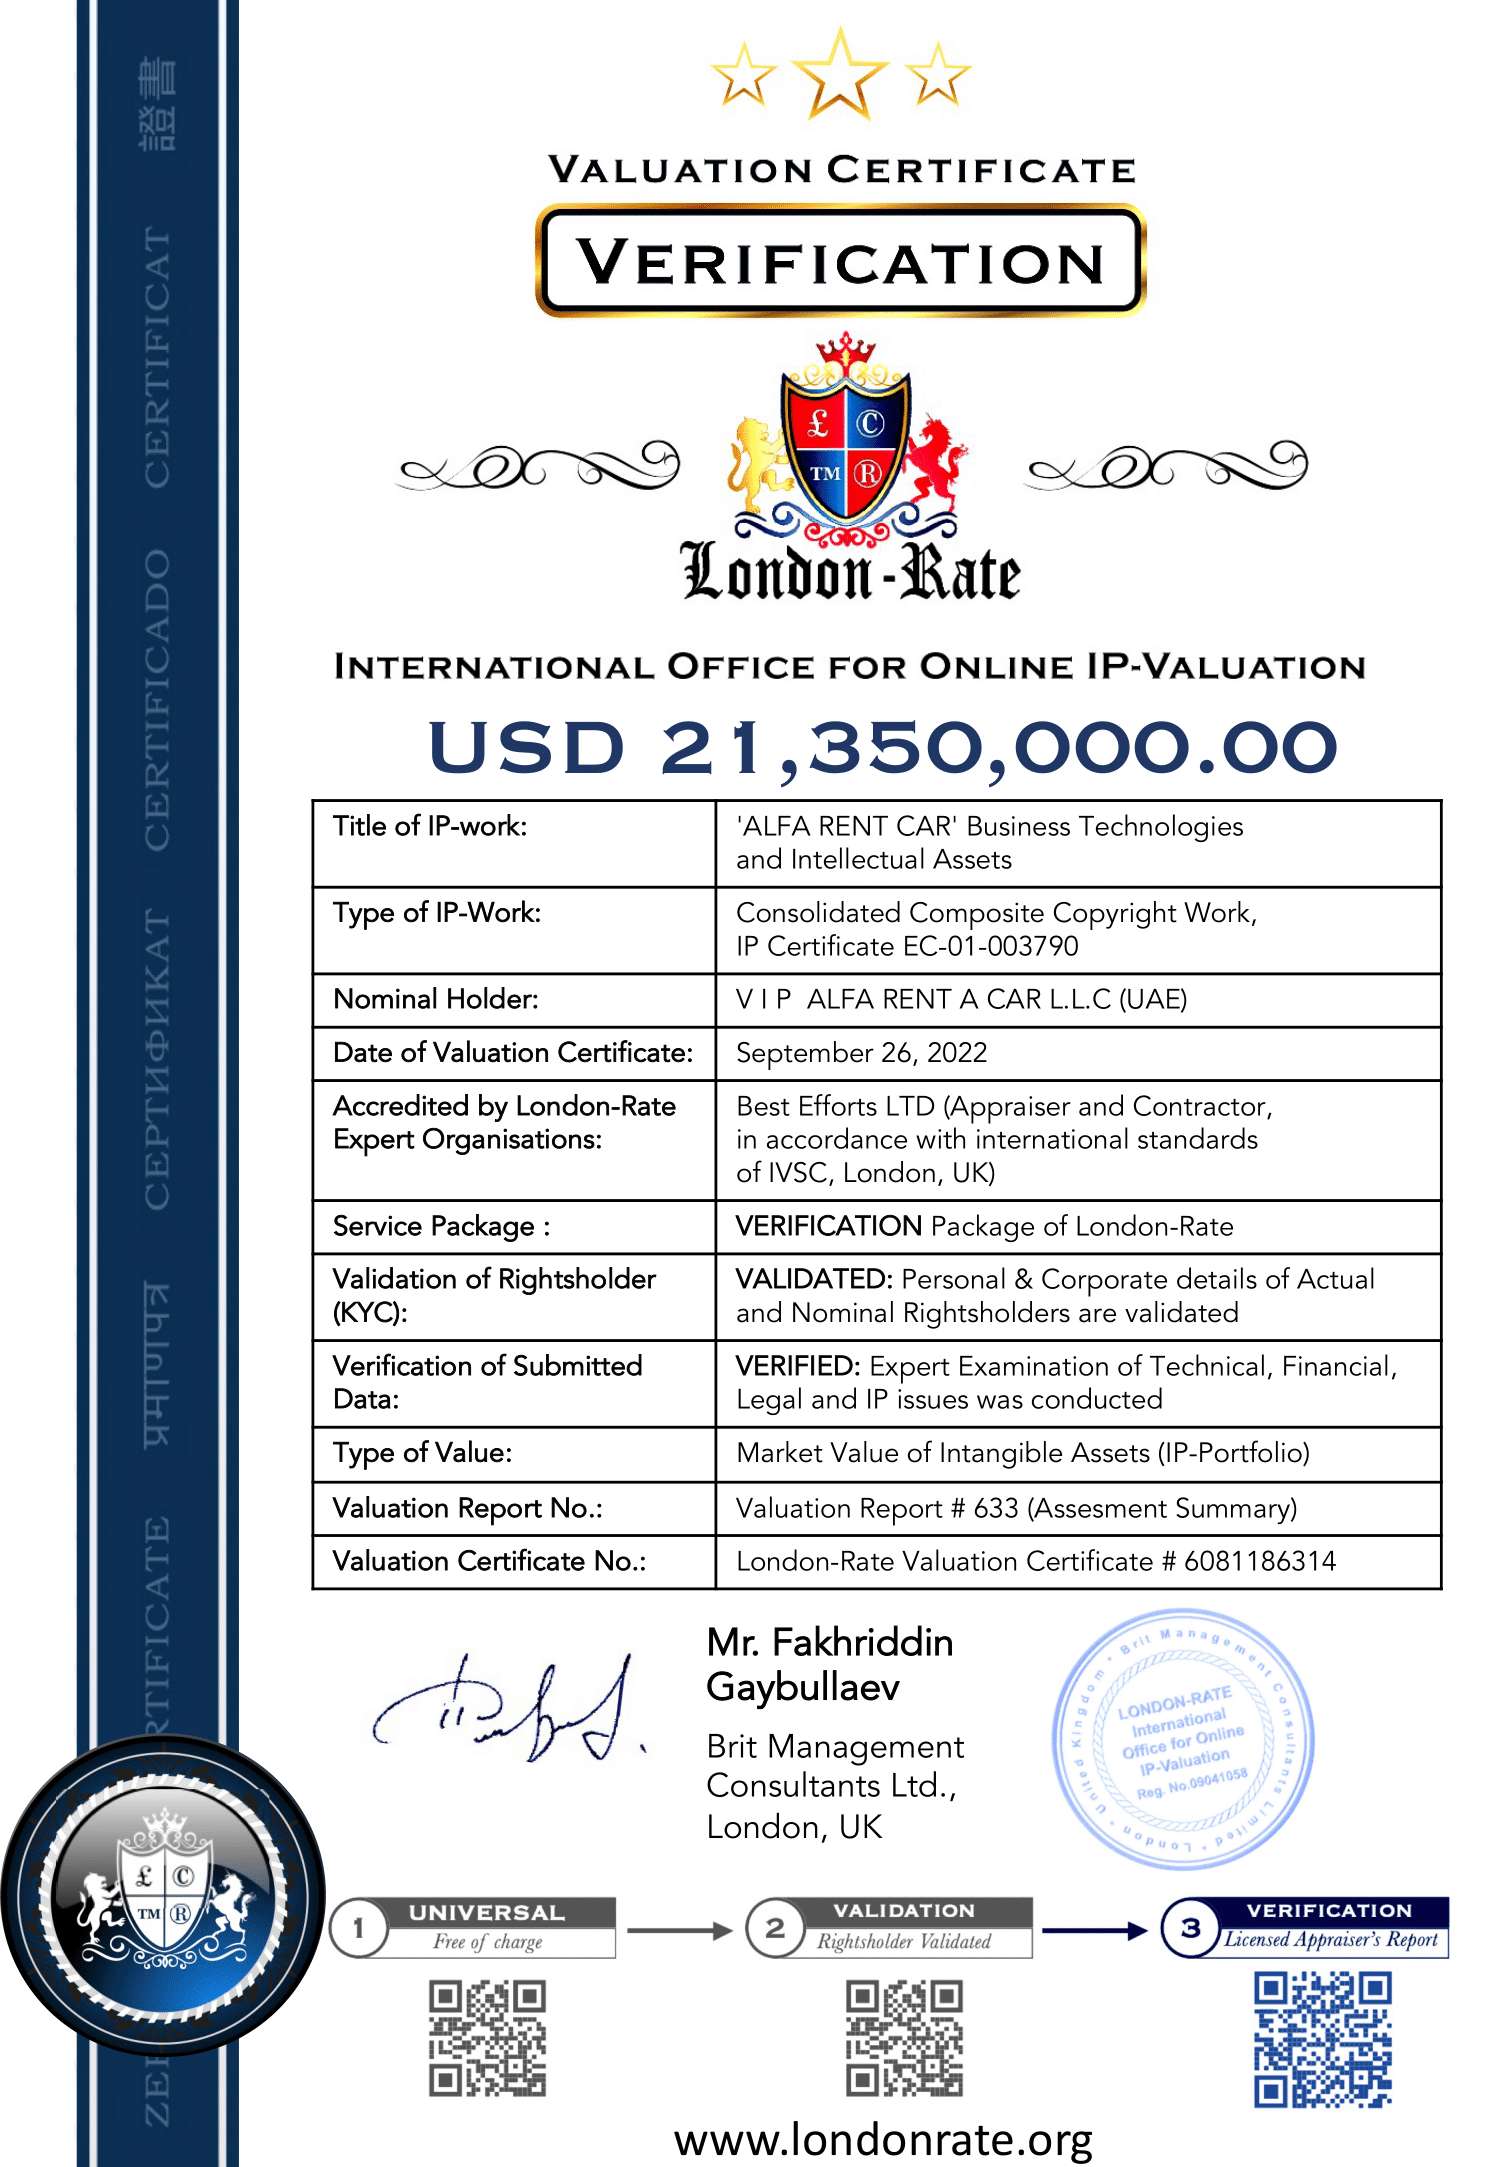 VALUATION CERTIFICATE
VERIFICATION
£ ©
TM ®
London-Rate
INTERNATIONAL OFFICE FOR ONLINE IP-VALUATION
USD 21,350,000.00
Title of IP-work:
'ALFA RENT CAR' Business Technologies
and Intellectual Assets
Type of IP-Work:
Consolidated Composite Copyright Work,
IP Certificate EC-01-003790
Nominal Holder:
V I P  ALFA RENT A CAR L.L.C (UAE)
Date of Valuation Certificate:
September 26, 2022
Accredited by London-Rate
Expert Organisations:
Best Efforts LTD (Appraiser and Contractor,
in accordance with international standards
of IVSC, London, UK)
Service Package :
VERIFICATION Package of London-Rate
Validation of Rightsholder
(KYC):
VALIDATED: Personal & Corporate details of Actual
and Nominal Rightsholders are validated
Verification of Submitted
Data:
VERIFIED: Expert Examination of Technical, Financial,
Legal and IP issues was conducted
Type of Value:
Market Value of Intangible Assets (IP-Portfolio)
Valuation Report No.:
Valuation Report # 633 (Assesment Summary)
Valuation Certificate No.:
London-Rate Valuation Certificate # 6081186314
Mr. Fakhriddin
Gaybullaev
Brit Management
Consultants Ltd.,
London, UK
Brit Management Consultants Limited • London • United Kingdom •
LONDON-RATE
International
Office for Online
IP-Valuation
Reg. No.09041058
1 UNIVERSAL
Free of charge
2 VALIDATION
Rightsholder Validated
3 VERIFICATION
Licensed Appraiser's Report
www.londonrate.org
ZE
RTIFICATE प्रमाणपत्र СЕРТИФИКАТ CERTIFICADO CERTIFICAT 證書
£ ©
TM ®